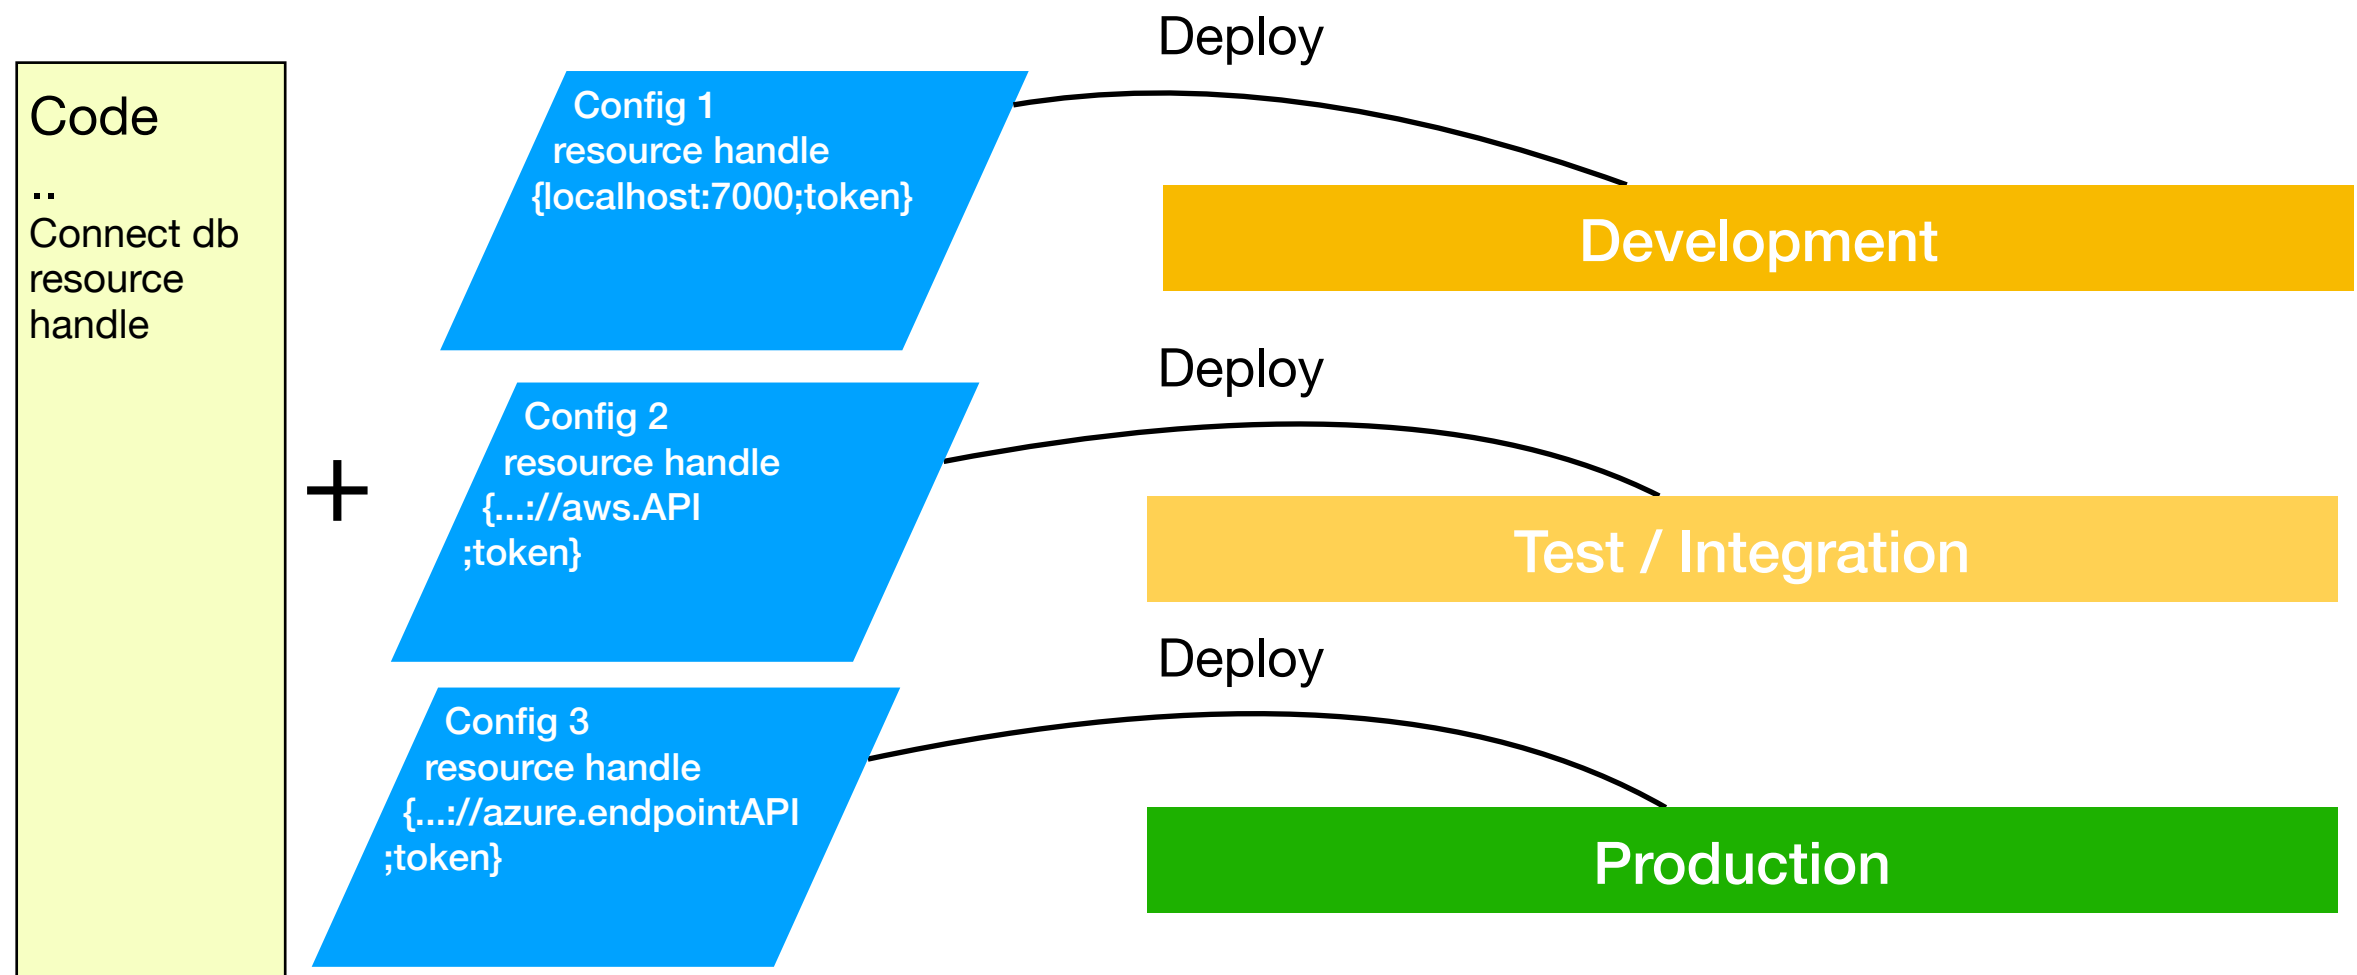 Code
..
Connect db
resource
handle
+
Config 1
resource handle
{localhost:7000;token}
Deploy
Development
Config 2
resource handle
{...://aws.API
;token}
Deploy
Test / Integration
Config 3
resource handle
{...://azure.endpointAPI
;token}
Deploy
Production